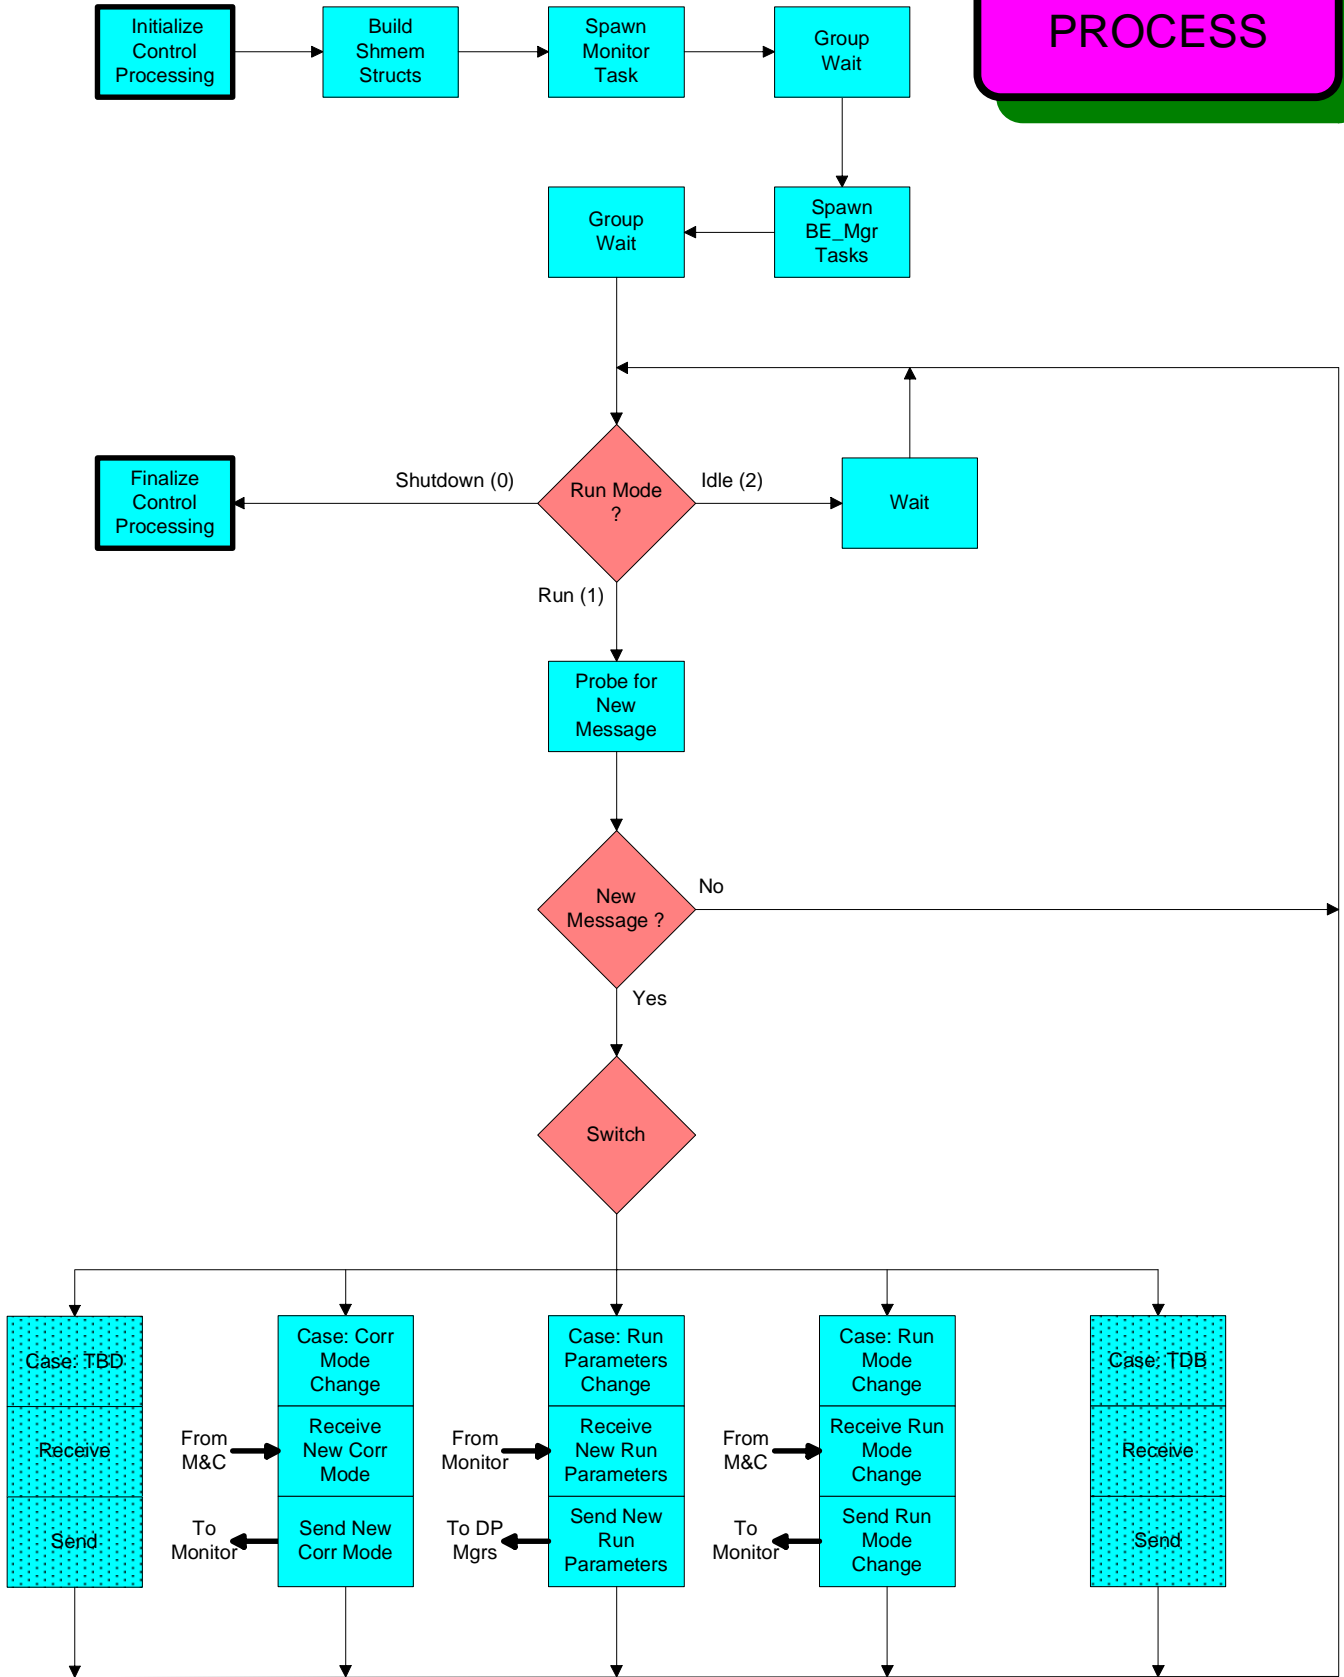 Initialize
Control
Processing
Build
Shmem
Structs
Spawn
Monitor
Task
Group
Wait
PROCESS
Group
Wait
Spawn
BE_Mgr
Tasks
Finalize
Control
Processing
Shutdown (0)
Run Mode
?
Idle (2)
Wait
Run (1)
Probe for
New
Message
New
Message ?
No
Yes
Switch
Case: TBD
Receive
Send
Case: Corr
Mode
Change
From
M&C
Receive
New Corr
Mode
To
Monitor
Send New
Corr Mode
Case: Run
Parameters
Change
From
Monitor
Receive
New Run
Parameters
To DP
Mgrs
Send New
Run
Parameters
Case: Run
Mode
Change
From
M&C
Receive Run
Mode
Change
To
Monitor
Send Run
Mode
Change
Case: TDB
Receive
Send